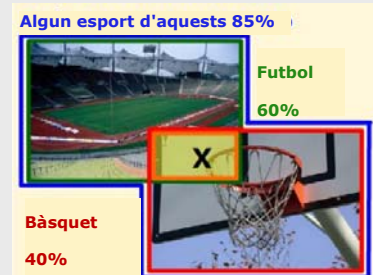 Algun esport d'aquests 85%
Futbol
60%
X
Bàsquet
40%